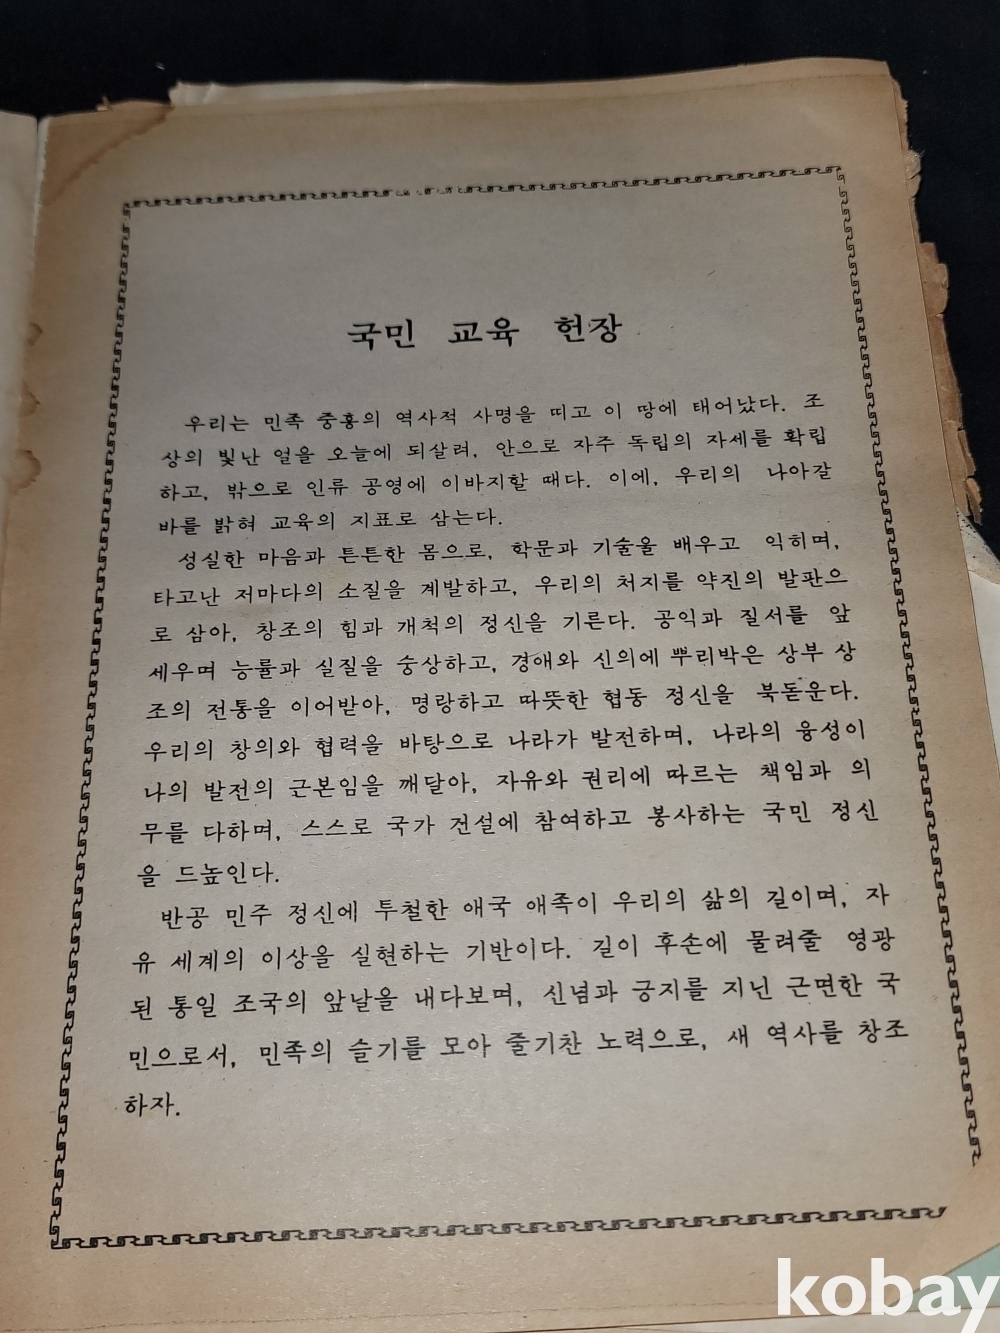 국민 교육 헌장
우리는 민족 중흥의 역사적 사명을 띠고 이 땅에 태어났다. 조
상의 빛난 얼을 오늘에 되살려, 안으로 자주 독립의 자세를 확립
하고, 밖으로 인류 공영에 이바지할 때다. 이에, 우리의 나아갈
바를 밝혀 교육의 지표로 삼는다.
성실한 마음과 튼튼한 몸으로, 학문과 기술을 배우고 익히며,
타고난 저마다의 소질을 계발하고, 우리의 처지를 약진의 발판으
로 삼아, 창조의 힘과 개척의 정신을 기른다. 공익과 질서를 앞
세우며 능률과 실질을 숭상하고, 경애와 신의에 뿌리박은 상부 상
조의 전통을 이어받아, 명랑하고 따뜻한 협동 정신을 북돋운다.
우리의 창의와 협력을 바탕으로 나라가 발전하며, 나라의 융성이
나의 발전의 근본임을 깨달아, 자유와 권리에 따르는 책임과 의
무를 다하며, 스스로 국가 건설에 참여하고 봉사하는 국민 정신
을 드높인다.
반공 민주 정신에 투철한 애국 애족이 우리의 삶의 길이며, 자
유 세계의 이상을 실현하는 기반이다. 길이 후손에 물려줄 영광
된 통일 조국의 앞날을 내다보며, 신념과 긍지를 지닌 근면한 국
민으로서, 민족의 슬기를 모아 줄기찬 노력으로, 새 역사를 창조
하자.
kobay